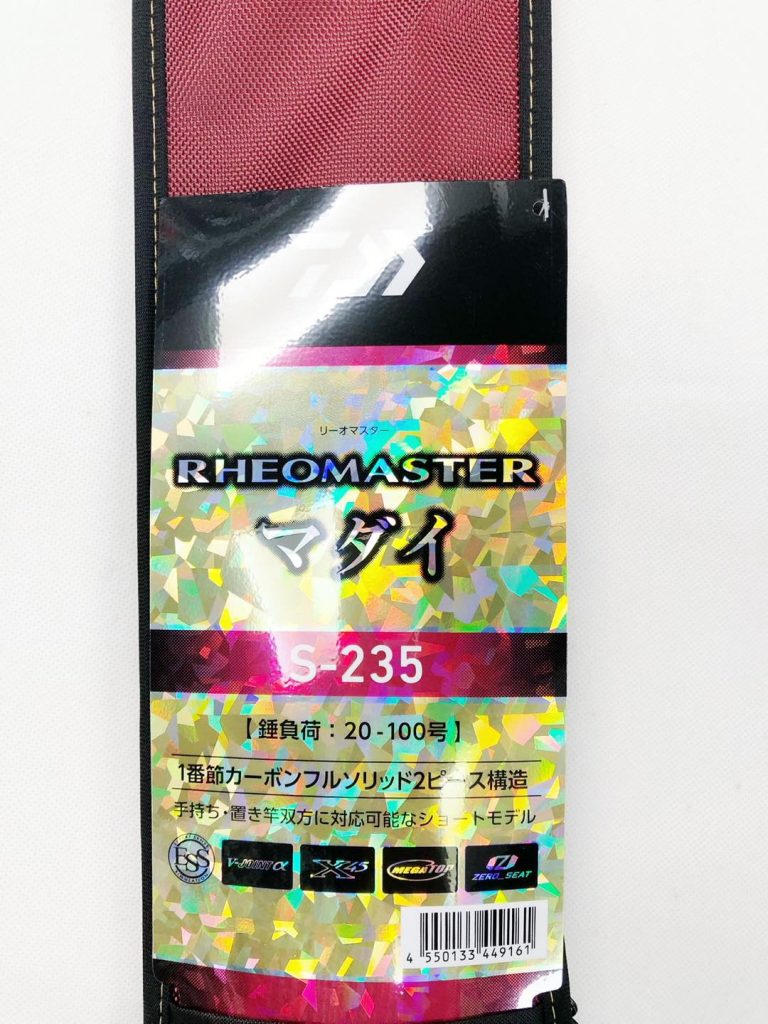 リーオマスター
RHEOMASTER
マダイ
S-235
【 錘負荷：20-100号 】
1番節カーボンフルソリッド2ピース構造
手持ち・置き竿双方に対応可能なショートモデル
ESS V-JOINTα X45 MEGATOP ZERO_SEAT
4 550133 449161